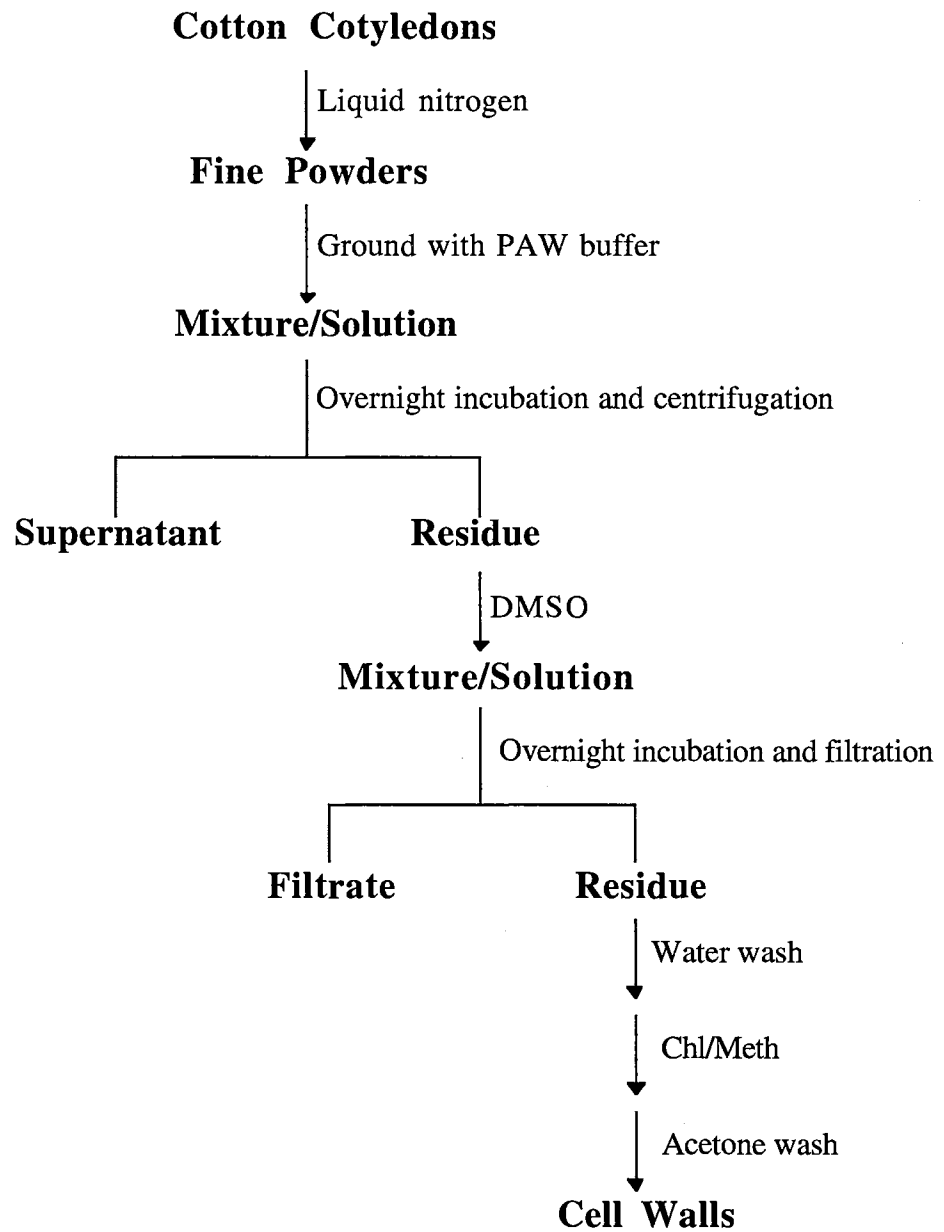 Cotton Cotyledons
Liquid nitrogen
Fine Powders
Ground with PAW buffer
Mixture/Solution
Overnight incubation and centrifugation
Supernatant
Residue
DMSO
Mixture/Solution
Overnight incubation and filtration
Filtrate
Residue
Water wash
Chl/Meth
Acetone wash
Cell Walls